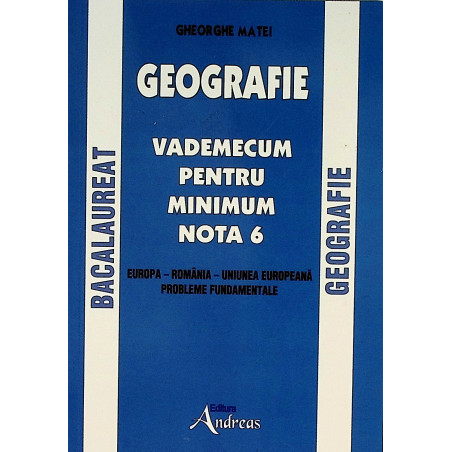 GHEORGHE MATEI
GEOGRAFIE
VADEMECUM
PENTRU
MINIMUM
NOTA 6
EUROPA - ROMÂNIA - UNIUNEA EUROPEANĂ
PROBLEME FUNDAMENTALE
BACALAUREAT
GEOGRAFIE
Editura
Andreas